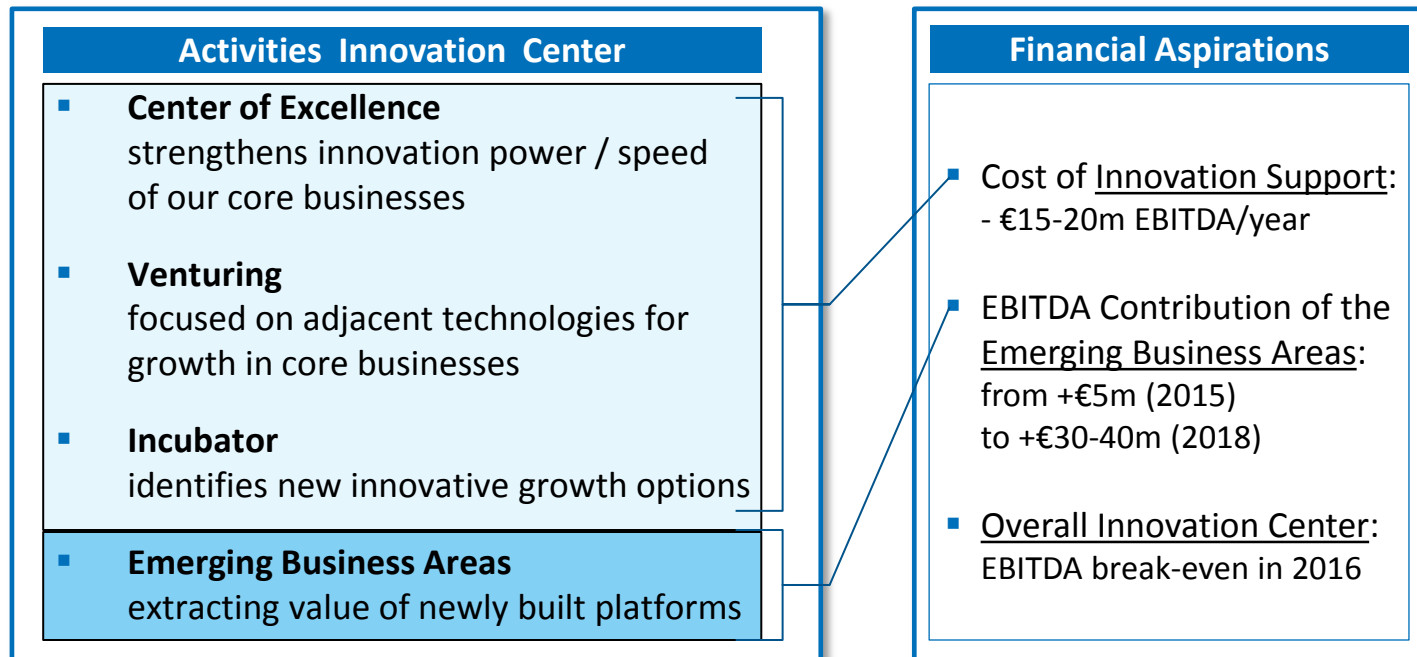 Activities Innovation Center
▪ Center of Excellence
strengthens innovation power / speed
of our core businesses
▪ Venturing
focused on adjacent technologies for
growth in core businesses
▪ Incubator
identifies new innovative growth options
▪ Emerging Business Areas
extracting value of newly built platforms
Financial Aspirations
▪ Cost of Innovation Support:
- €15-20m EBITDA/year
▪ EBITDA Contribution of the
Emerging Business Areas:
from +€5m (2015)
to +€30-40m (2018)
▪ Overall Innovation Center:
EBITDA break-even in 2016